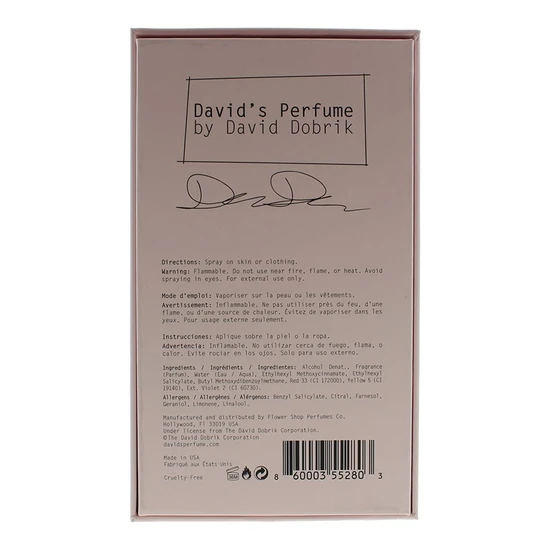 David's Perfume
by David Dobrik
Directions: Spray on skin or clothing.
Warning: Flammable. Do not use near fire, flame, or heat. Avoid
spraying in eyes. For external use only.
Mode d'emploi: Vaporiser sur la peau ou les vêtements.
Avertissement: Inflammable. Ne pas utiliser près du feu, d'une
flame, ou d'une source de chaleur. Évitez de vaporiser dans les
yeux. Pour usage externe seulement.
Instrucciones: Aplique sobre la piel o la ropa.
Advertencia: Inflamable. No utilizar cerca de fuego, flama, o
calor. Evite rociar en los ojos. Sólo para uso externo.
Ingredients / Ingrédients / Ingredientes: Alcohol Denat., Fragrance
(Parfum), Water (Eau / Aqua), Ethylhexyl Methoxycinnamate, Ethylhexyl
Salicylate, Butyl Methoxydibenzoylmethane, Red 33 (CI 172000), Yellow 5 (CI
19140), Ext. Violet 2 (CI 60730).
Allergens / Allergènes / Alérgenos: Benzyl Salicylate, Citral, Farnesol,
Geraniol, Limonene, Linalool.
Manufactured and distributed by Flower Shop Perfumes Co.
Hollywood, Fl 33019 USA
Under license from The David Dobrik Corporation.
©The David Dobrik Corporation
davidsperfume.com
Made in USA
Fabriqué aux États-Unis
Cruelty-Free
36M
8 60003 55280 3